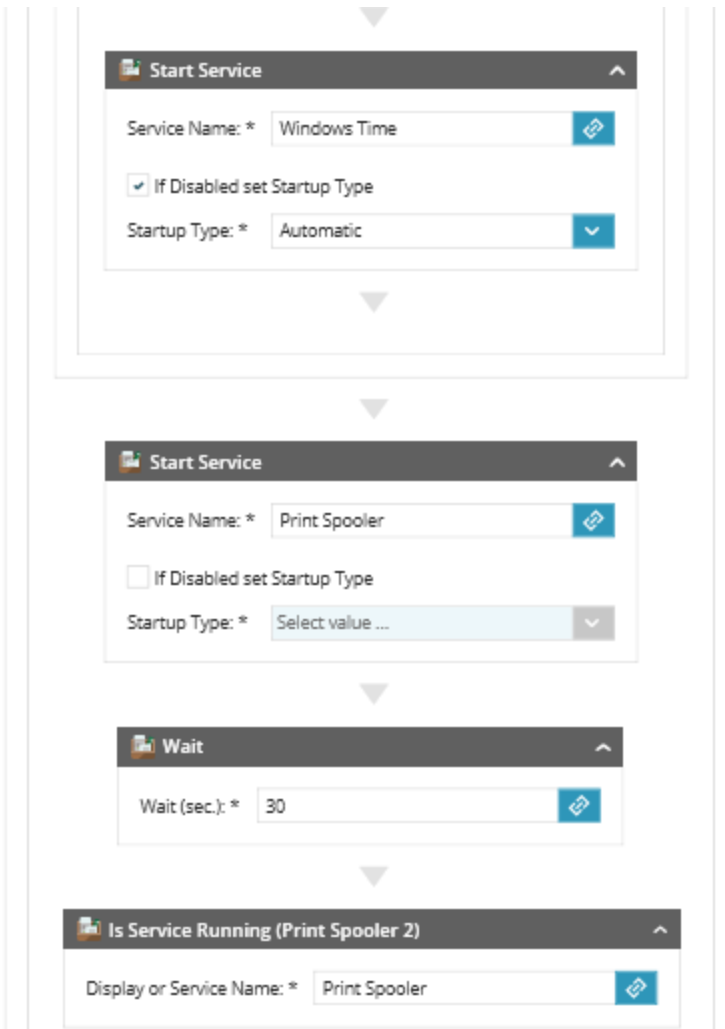 Start Service
Service Name: * Windows Time
If Disabled set Startup Type
Startup Type: * Automatic
Start Service
Service Name: * Print Spooler
If Disabled set Startup Type
Startup Type: * Select value ...
Wait
Wait (sec.): * 30
Is Service Running (Print Spooler 2)
Display or Service Name: * Print Spooler